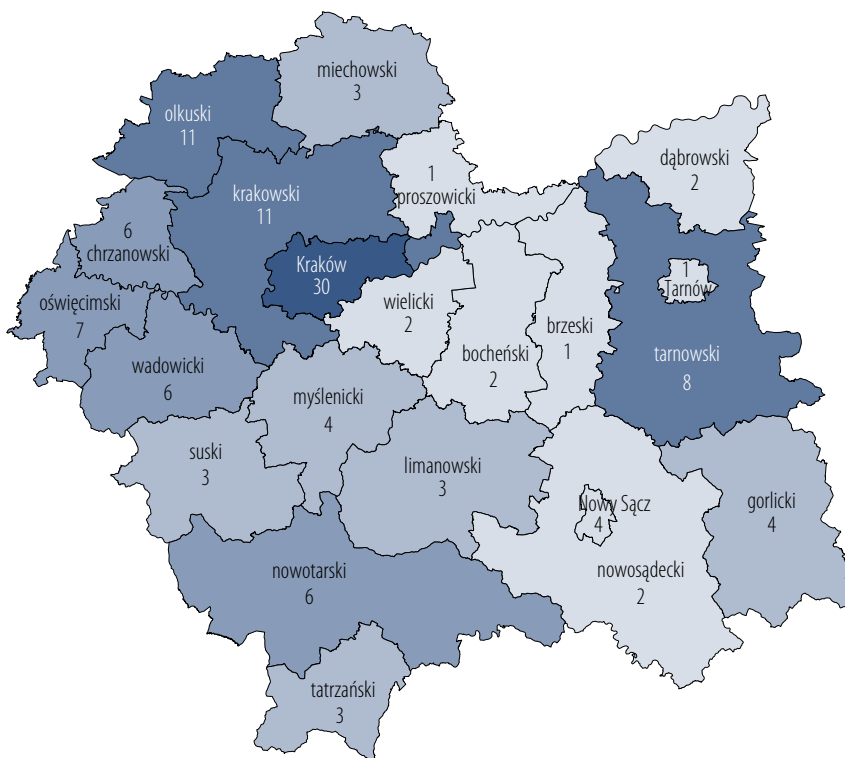 miechowski
3
olkuski
11
dąbrowski
2
1
proszowicki
krakowski
11
6
chrzanowski
Kraków
30
1
Tarnów
oświęcimski
7
wielicki
2
brzeski
1
bocheński
2
tarnowski
8
wadowicki
6
myślenicki
4
suski
3
limanowski
3
Nowy Sącz
4
gorlicki
4
nowotarski
6
nowosądecki
2
tatrzański
3